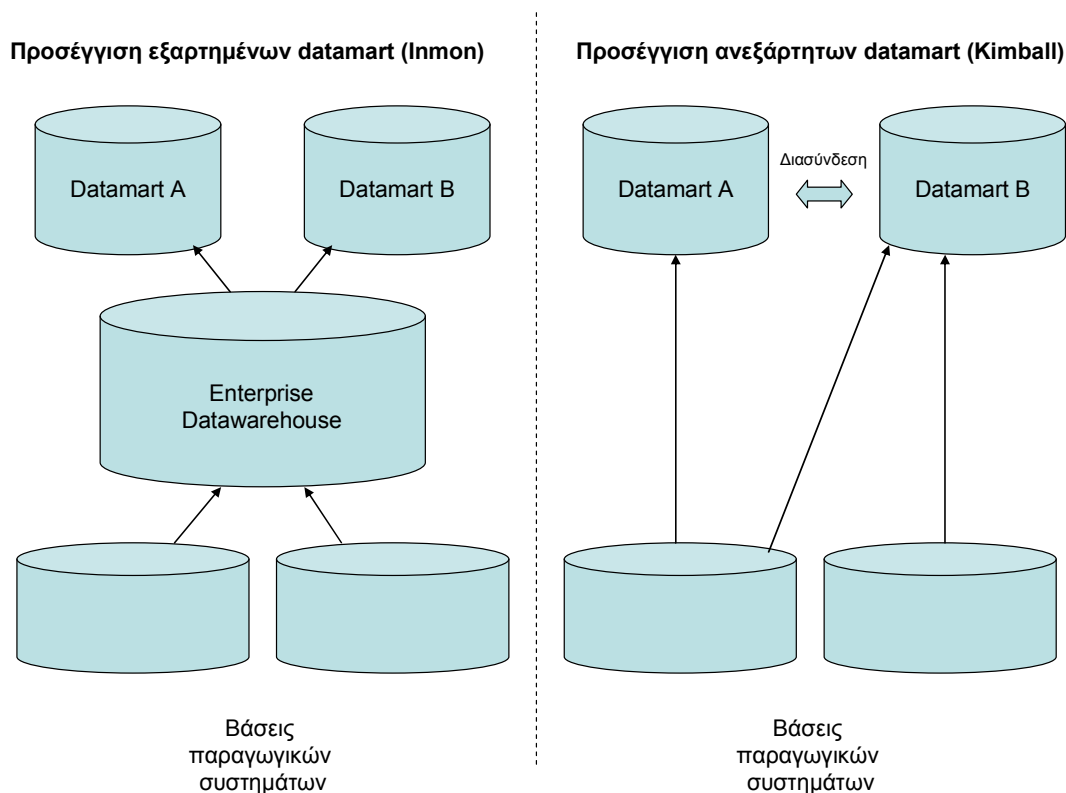 Προσέγγιση εξαρτημένων datamart (Inmon)
Datamart A
Datamart B
Enterprise
Datawarehouse
Βάσεις
παραγωγικών
συστημάτων
Προσέγγιση ανεξάρτητων datamart (Kimball)
Datamart A
Διασύνδεση
Datamart B
Βάσεις
παραγωγικών
συστημάτων